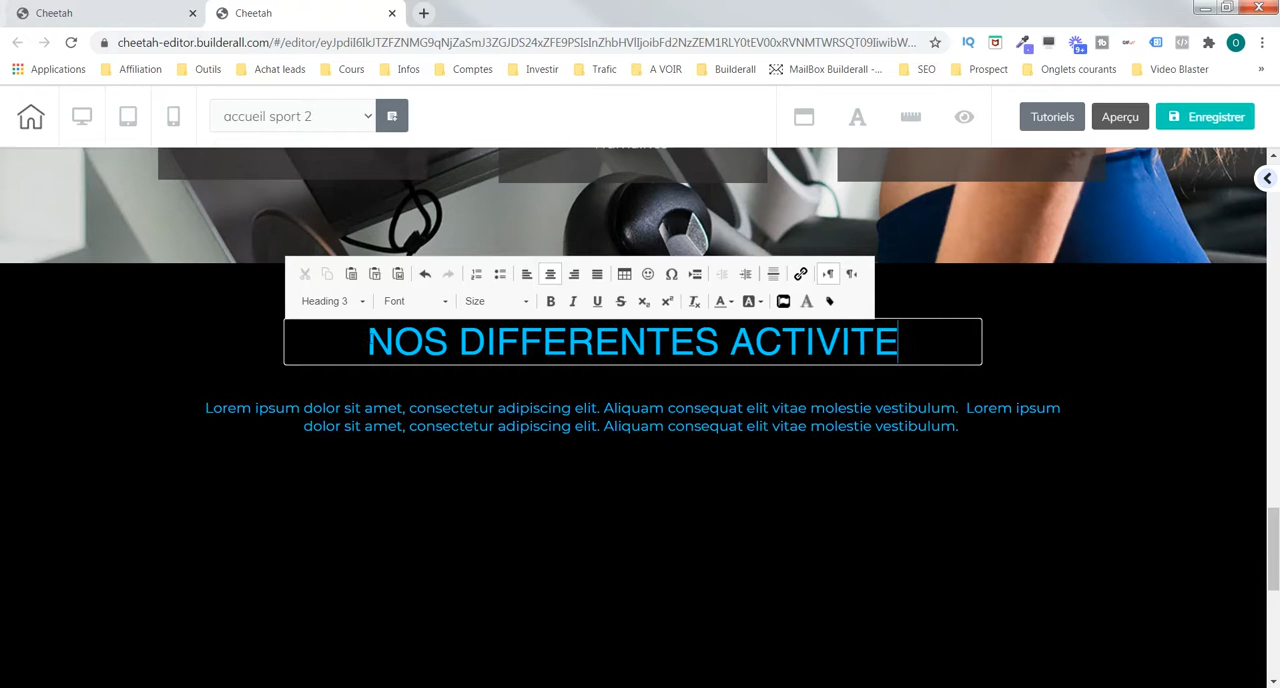 Cheetah
Cheetah
cheetah-editor.builderall.com/#/editor/eyJpdiI6IkJTZFZNMG9qNjZaSm3ZGDS24vZFE9PSIsInZhbHVlIjoibFd2NzZEM1RLY0tEV00xRVNMTWRSQT09IiwibW...
IQ
9+
O
Applications
Affiliation
Outils
Achat leads
Cours
Infos
Comptes
Investir
Trafic
A VOIR
Builderall
MailBox Builderall -...
SEO
Prospect
Onglets courants
Video Blaster
»
accueil sport 2
Tutoriels
Aperçu
Enregistrer
Heading 3
Font
Size
NOS DIFFERENTES ACTIVITE
Lorem ipsum dolor sit amet, consectetur adipiscing elit. Aliquam consequat elit vitae molestie vestibulum. Lorem ipsum
dolor sit amet, consectetur adipiscing elit. Aliquam consequat elit vitae molestie vestibulum.